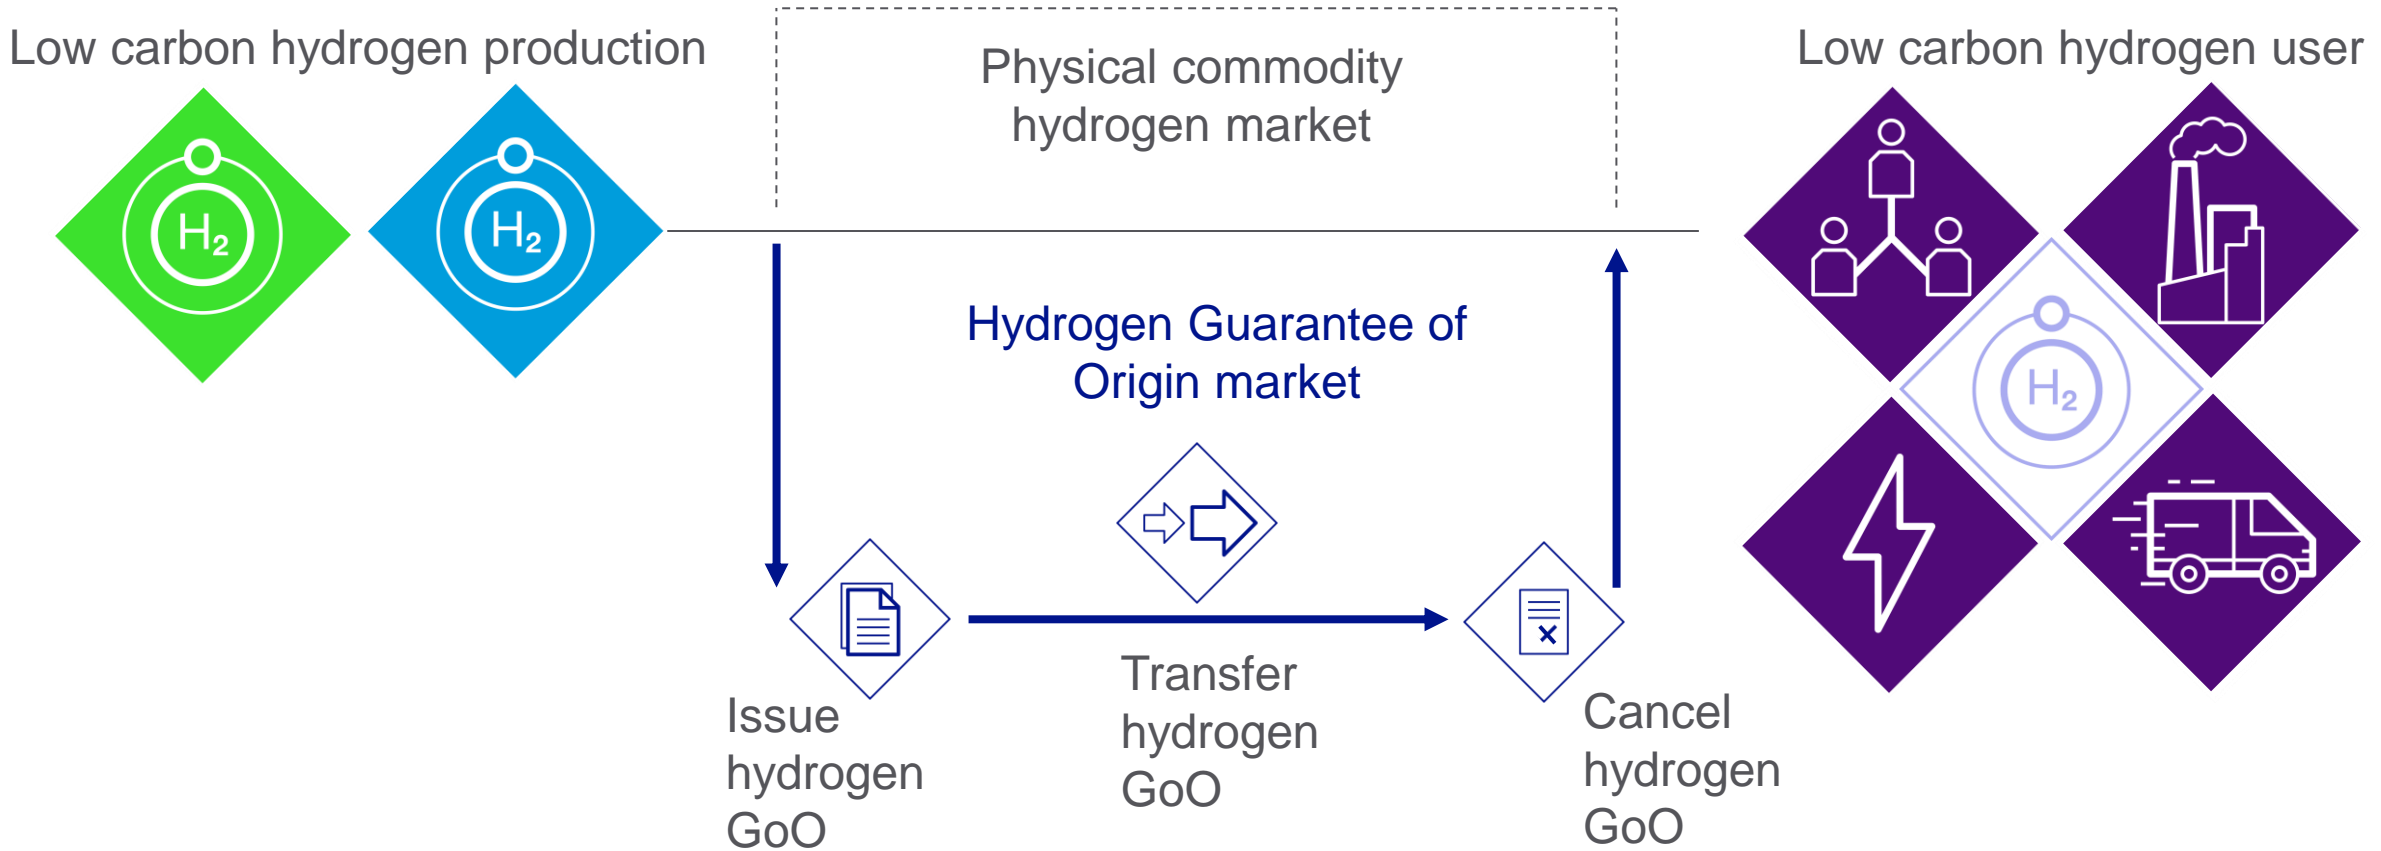 Low carbon hydrogen production
Physical commodity
hydrogen market
Low carbon hydrogen user
H₂
H₂
Hydrogen Guarantee of
Origin market
H₂
Issue
hydrogen
GoO
Transfer
hydrogen
GoO
Cancel
hydrogen
GoO